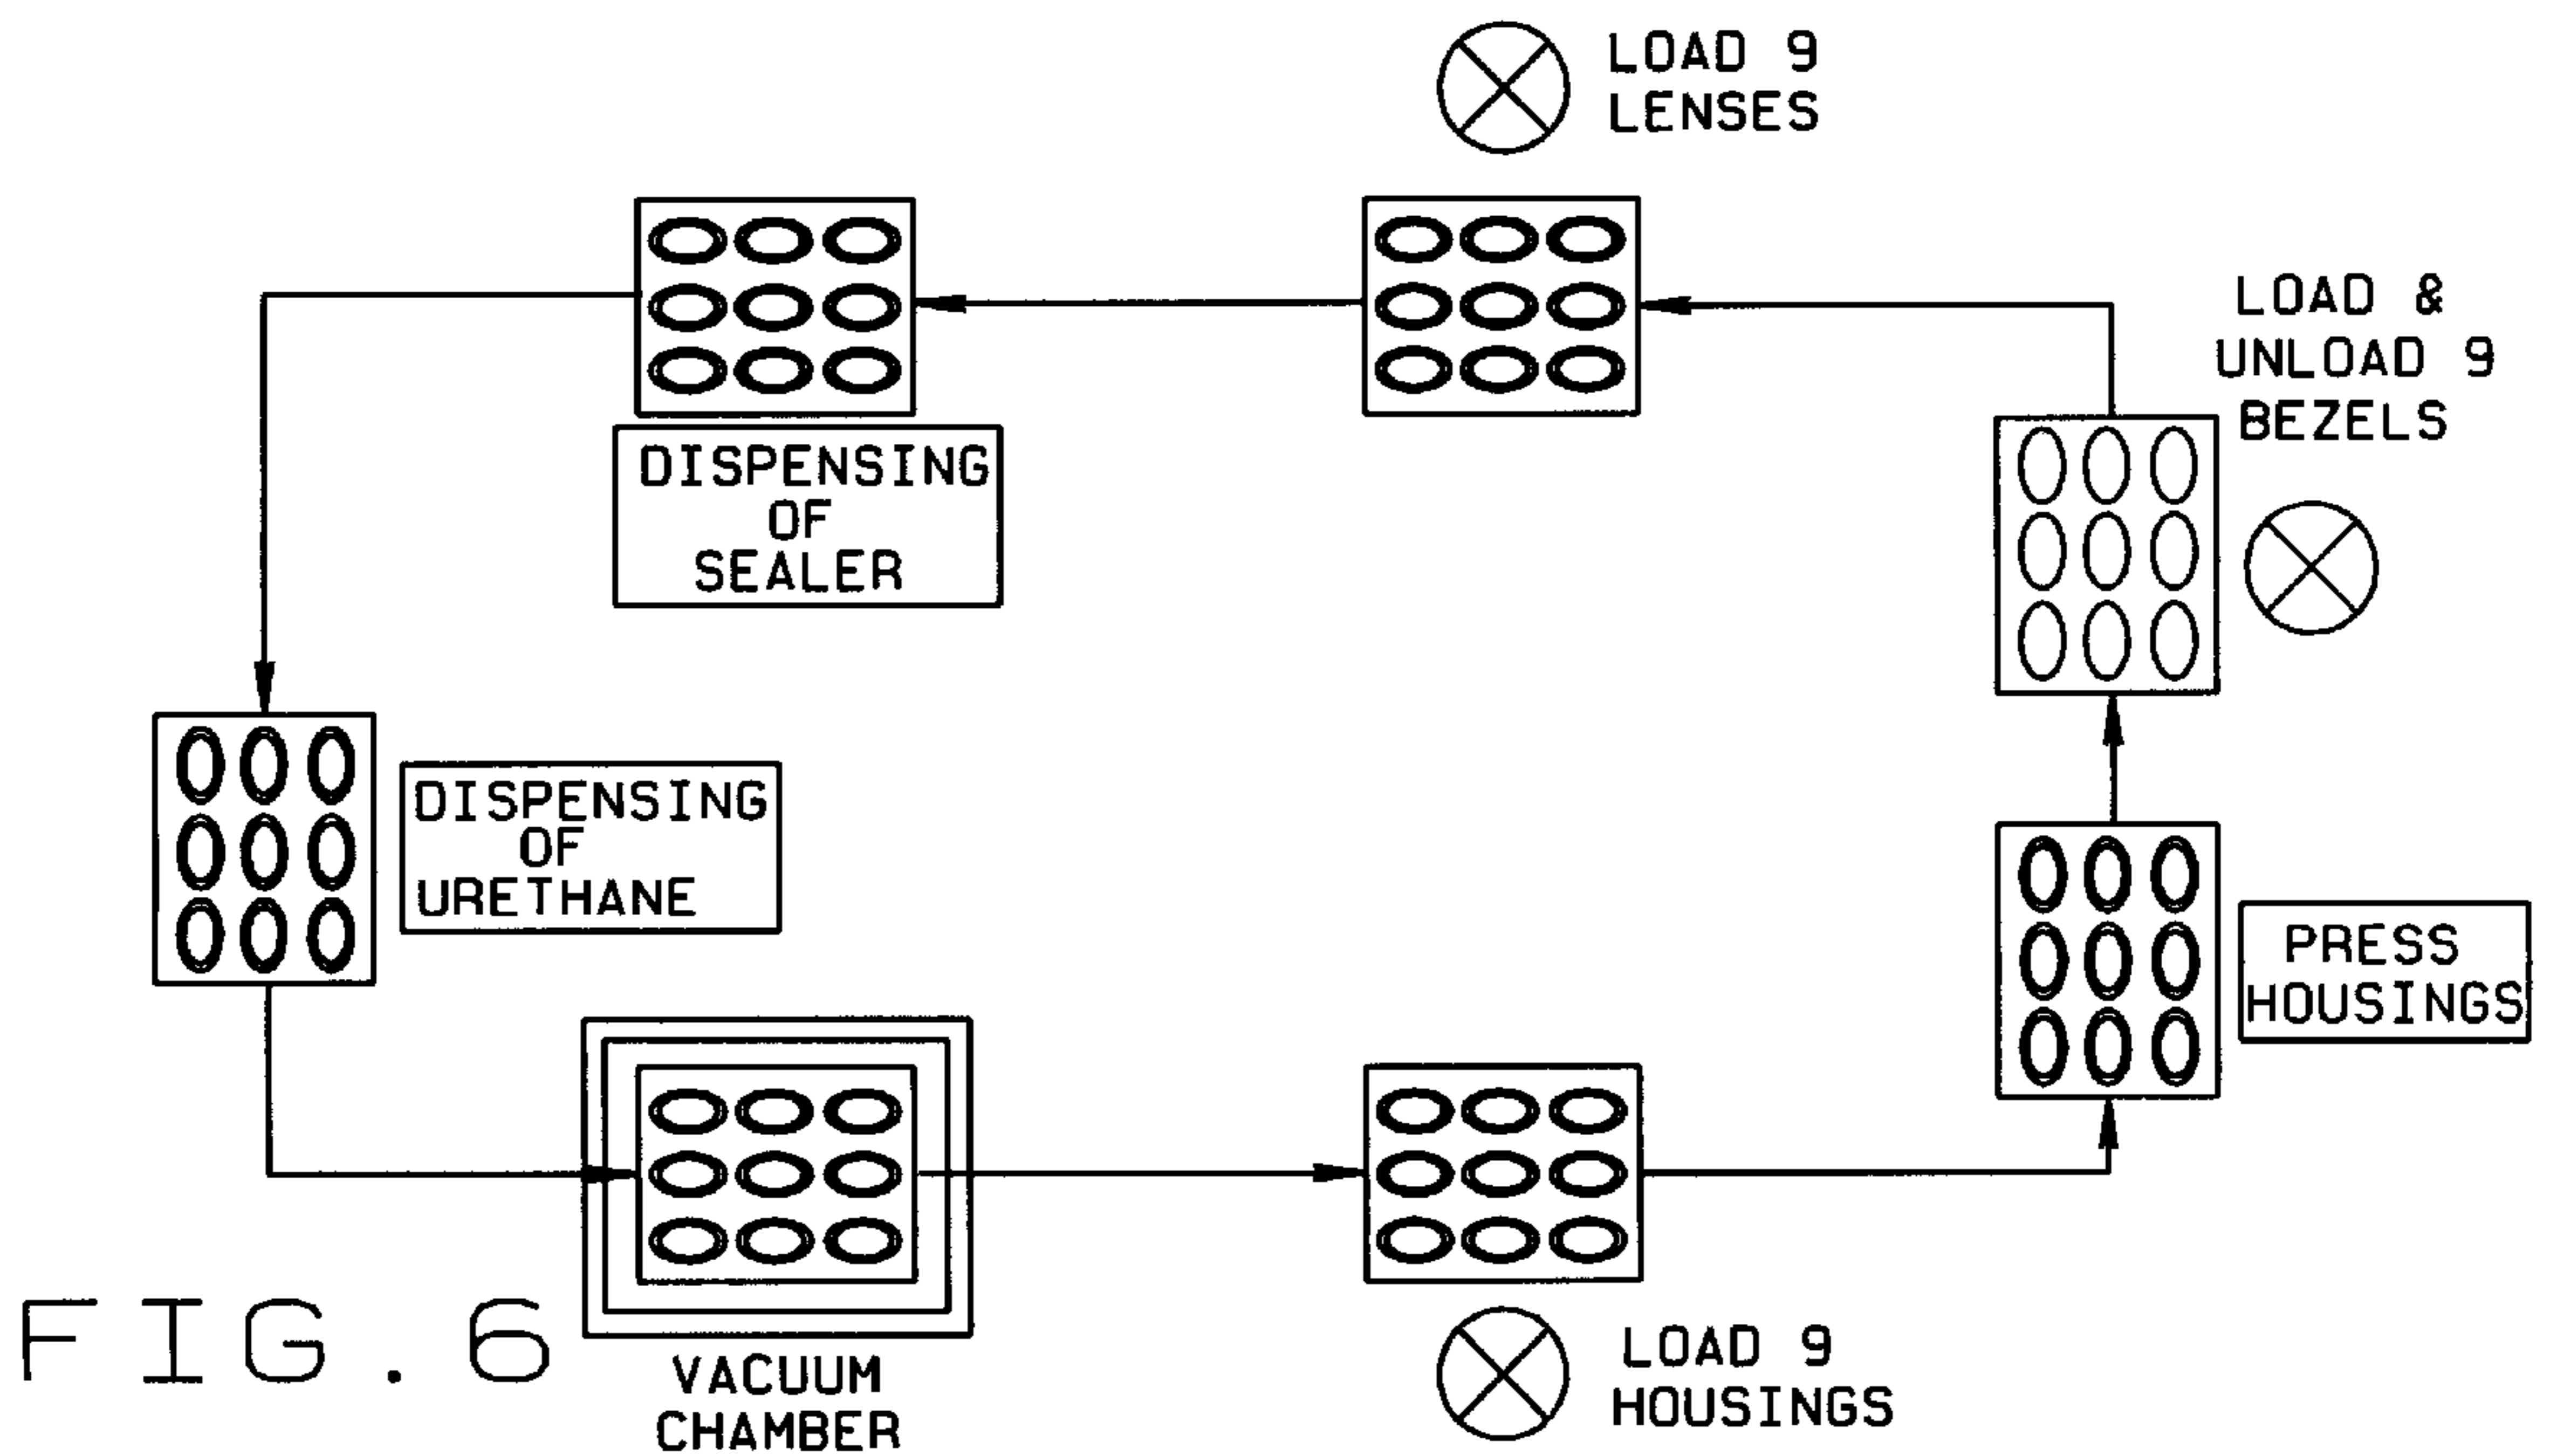 LOAD 9
LENSES
LOAD &
UNLOAD 9
BEZELS
DISPENSING
OF
SEALER
DISPENSING
OF
URETHANE
PRESS
HOUSINGS
FIG. 6
VACUUM
CHAMBER
LOAD 9
HOUSINGS